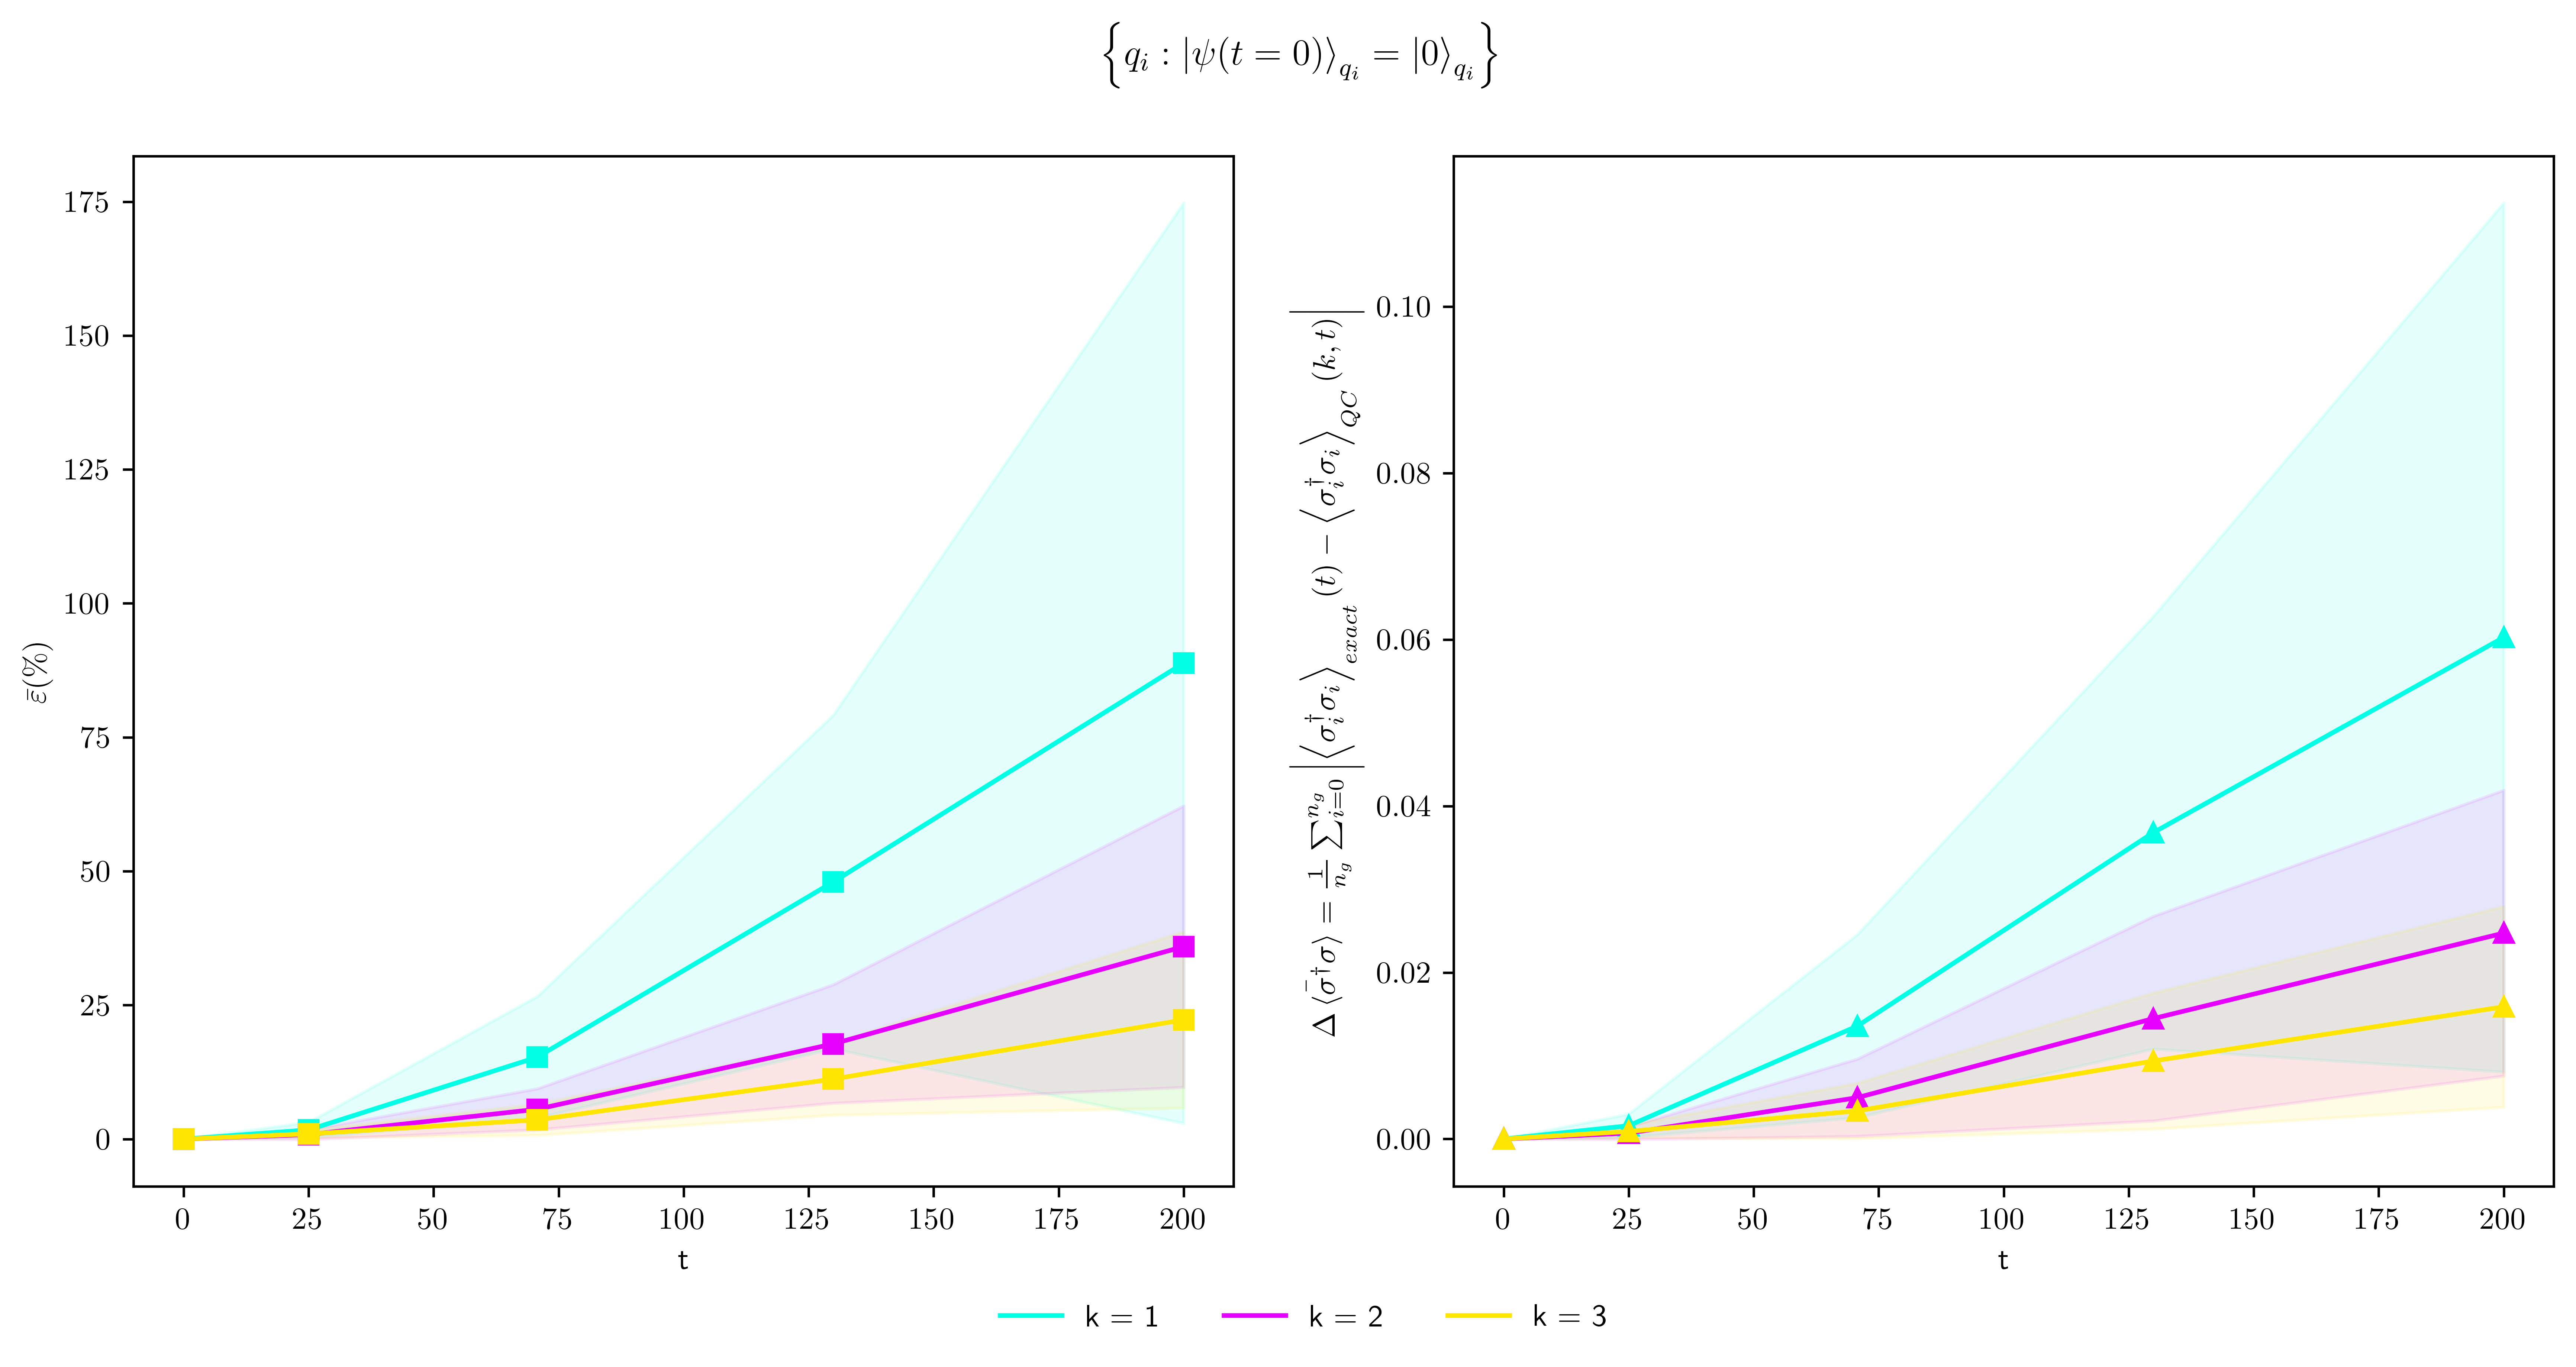 {q_i : |ψ(t = 0)⟩_{q_i} = |0⟩_{q_i}}
ε̄(%)
175
150
125
100
75
50
25
0
0 25 50 75 100 125 150 175 200
t
Δ⟨σ̄†σ⟩ = 1/n_g ∑_{i=0}^{n_g} |⟨σ_i†σ_i⟩_{exact} (t) − ⟨σ_i†σ_i⟩_{QC} (k, t)|
0.10
0.08
0.06
0.04
0.02
0.00
0 25 50 75 100 125 150 175 200
t
k = 1 k = 2 k = 3